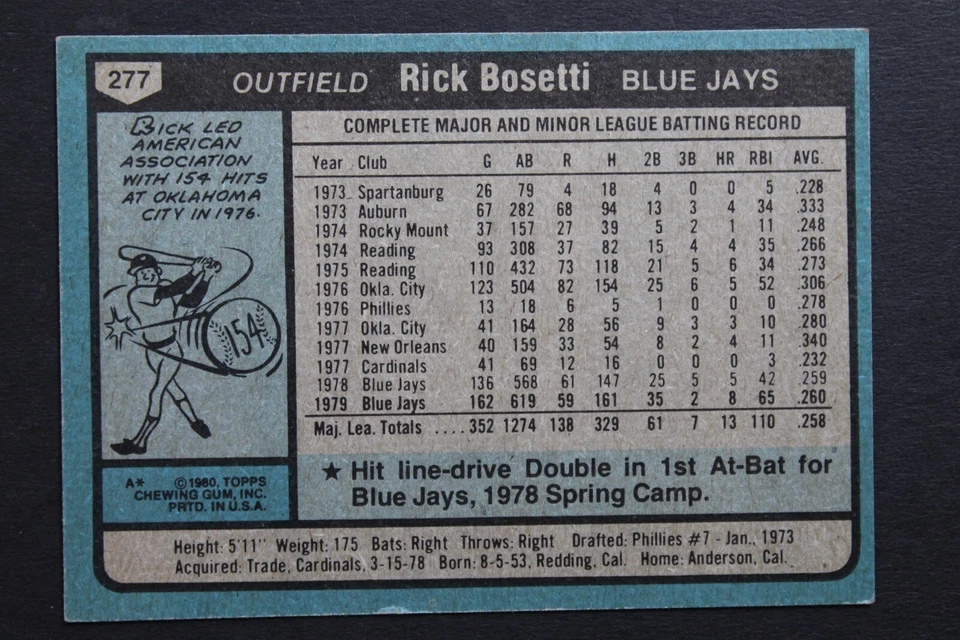 277 OUTFIELD Rick Bosetti BLUE JAYS
RICK LED
AMERICAN
ASSOCIATION
WITH 154 HITS
AT OKLAHOMA
CITY IN 1976.
154
A* ©1980, TOPPS
CHEWING GUM, INC.
PRTD. IN U.S.A.
COMPLETE MAJOR AND MINOR LEAGUE BATTING RECORD
Year Club G AB R H 2B 3B HR RBI AVG.
1973 Spartanburg 26 79 4 18 4 0 0 5 .228
1973 Auburn 67 282 68 94 13 3 4 34 .333
1974 Rocky Mount 37 157 27 39 5 2 1 11 .248
1974 Reading 93 308 37 82 15 4 4 35 .266
1975 Reading 110 432 73 118 21 5 6 34 .273
1976 Okla. City 123 504 82 154 25 6 5 52 .306
1976 Phillies 13 18 6 5 1 0 0 0 .278
1977 Okla. City 41 164 28 56 9 3 3 10 .280
1977 New Orleans 40 159 33 54 8 2 4 11 .340
1977 Cardinals 41 69 12 16 0 0 0 3 .232
1978 Blue Jays 136 568 61 147 25 5 5 42 .259
1979 Blue Jays 162 619 59 161 35 2 8 65 .260
Maj. Lea. Totals ....352 1274 138 329 61 7 13 110 .258
★ Hit line-drive Double in 1st At-Bat for
Blue Jays, 1978 Spring Camp.
Height: 5'11" Weight: 175 Bats: Right Throws: Right Drafted: Phillies #7 - Jan., 1973
Acquired: Trade, Cardinals, 3-15-78 Born: 8-5-53, Redding, Cal. Home: Anderson, Cal.